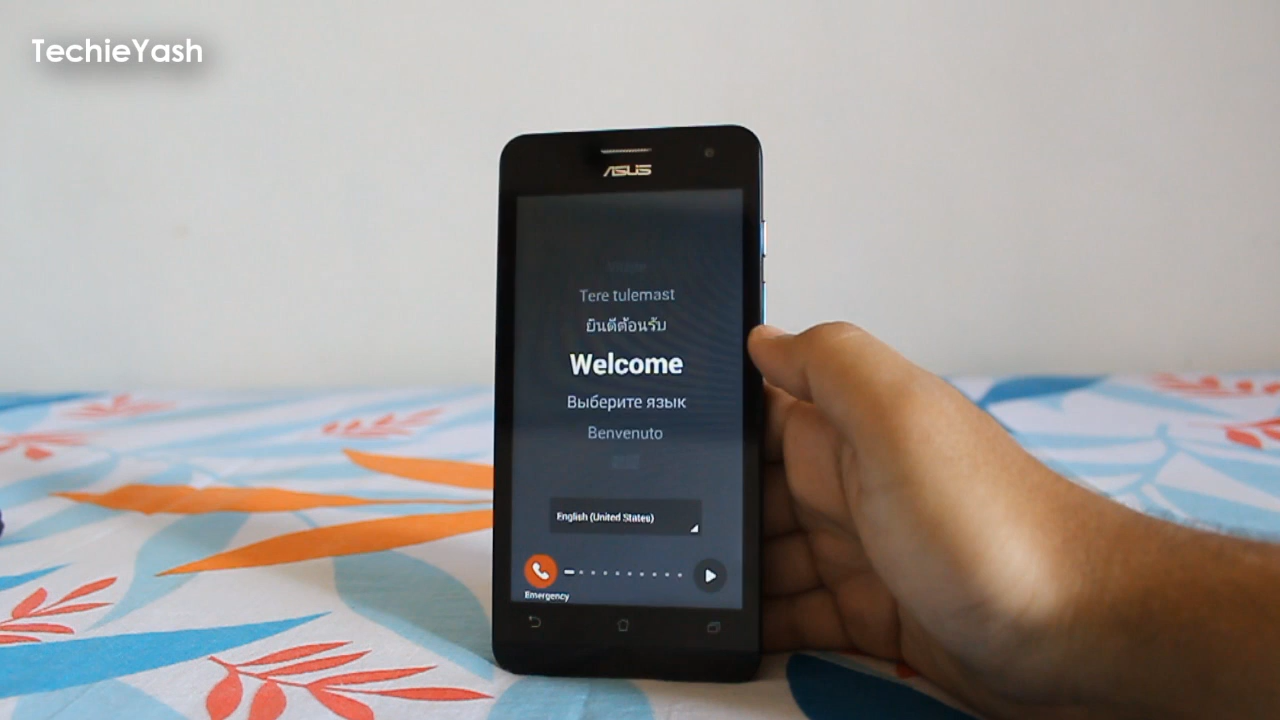 TechieYash
ASUS
Tere tulemast
ยินดีต้อนรับ
Welcome
Выберите язык
Benvenuto
English (United States)
Emergency